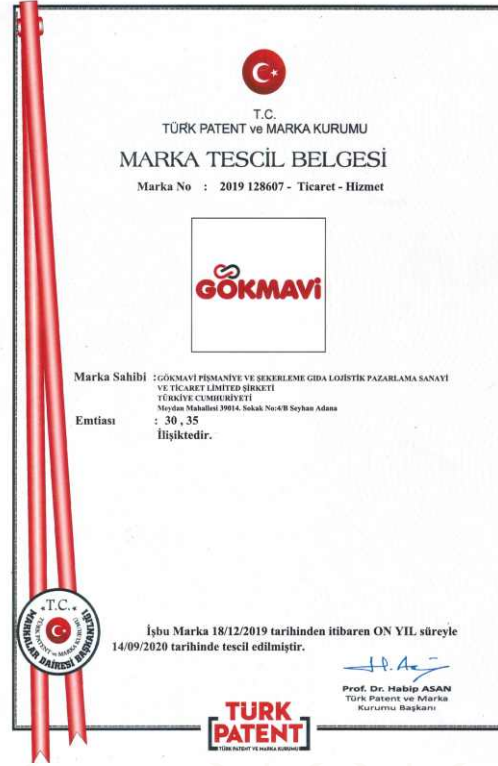 T.C.
TÜRK PATENT ve MARKA KURUMU
MARKA TESCİL BELGESİ
Marka No : 2019 128607 - Ticaret - Hizmet
GÖKMAVİ
Marka Sahibi : GÖKMAVİ PİŞMANİYE VE ŞEKERLEME GIDA LOJİSTİK PAZARLAMA SANAYİ
VE TİCARET LİMİTED ŞİRKETİ
TÜRKİYE CUMHURİYETİ
Meydan Mahallesi 39014. Sokak No:4/B Seyhan Adana
Emtiası : 30 , 35
İlişiktedir.
T.C.
TÜRK PATENT ve MARKA KURUMU
MARKALAR DAİRESİ BAŞKANLIĞI
İşbu Marka 18/12/2019 tarihinden itibaren ON YIL süreyle
14/09/2020 tarihinde tescil edilmiştir.
Prof. Dr. Habip ASAN
Türk Patent ve Marka
Kurumu Başkanı
TÜRK
PATENT
TÜRK PATENT VE MARKA KURUMU